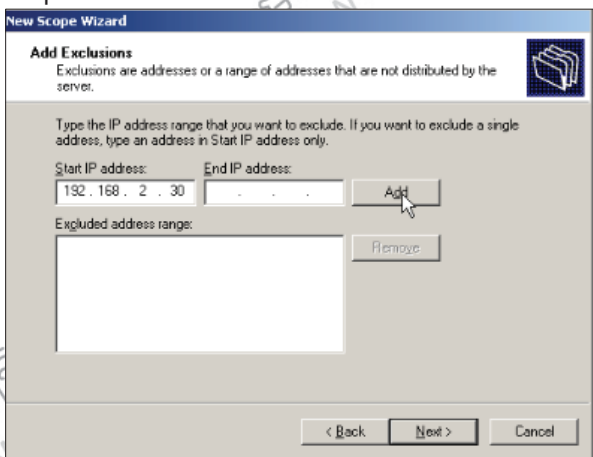 New Scope Wizard
Add Exclusions
Exclusions are addresses or a range of addresses that are not distributed by the
server.
Type the IP address range that you want to exclude. If you want to exclude a single
address, type an address in Start IP address only.
Start IP address: End IP address:
192 . 168 . 2 . 30 . . . Add
Excluded address range:
Remove
< Back Next > Cancel